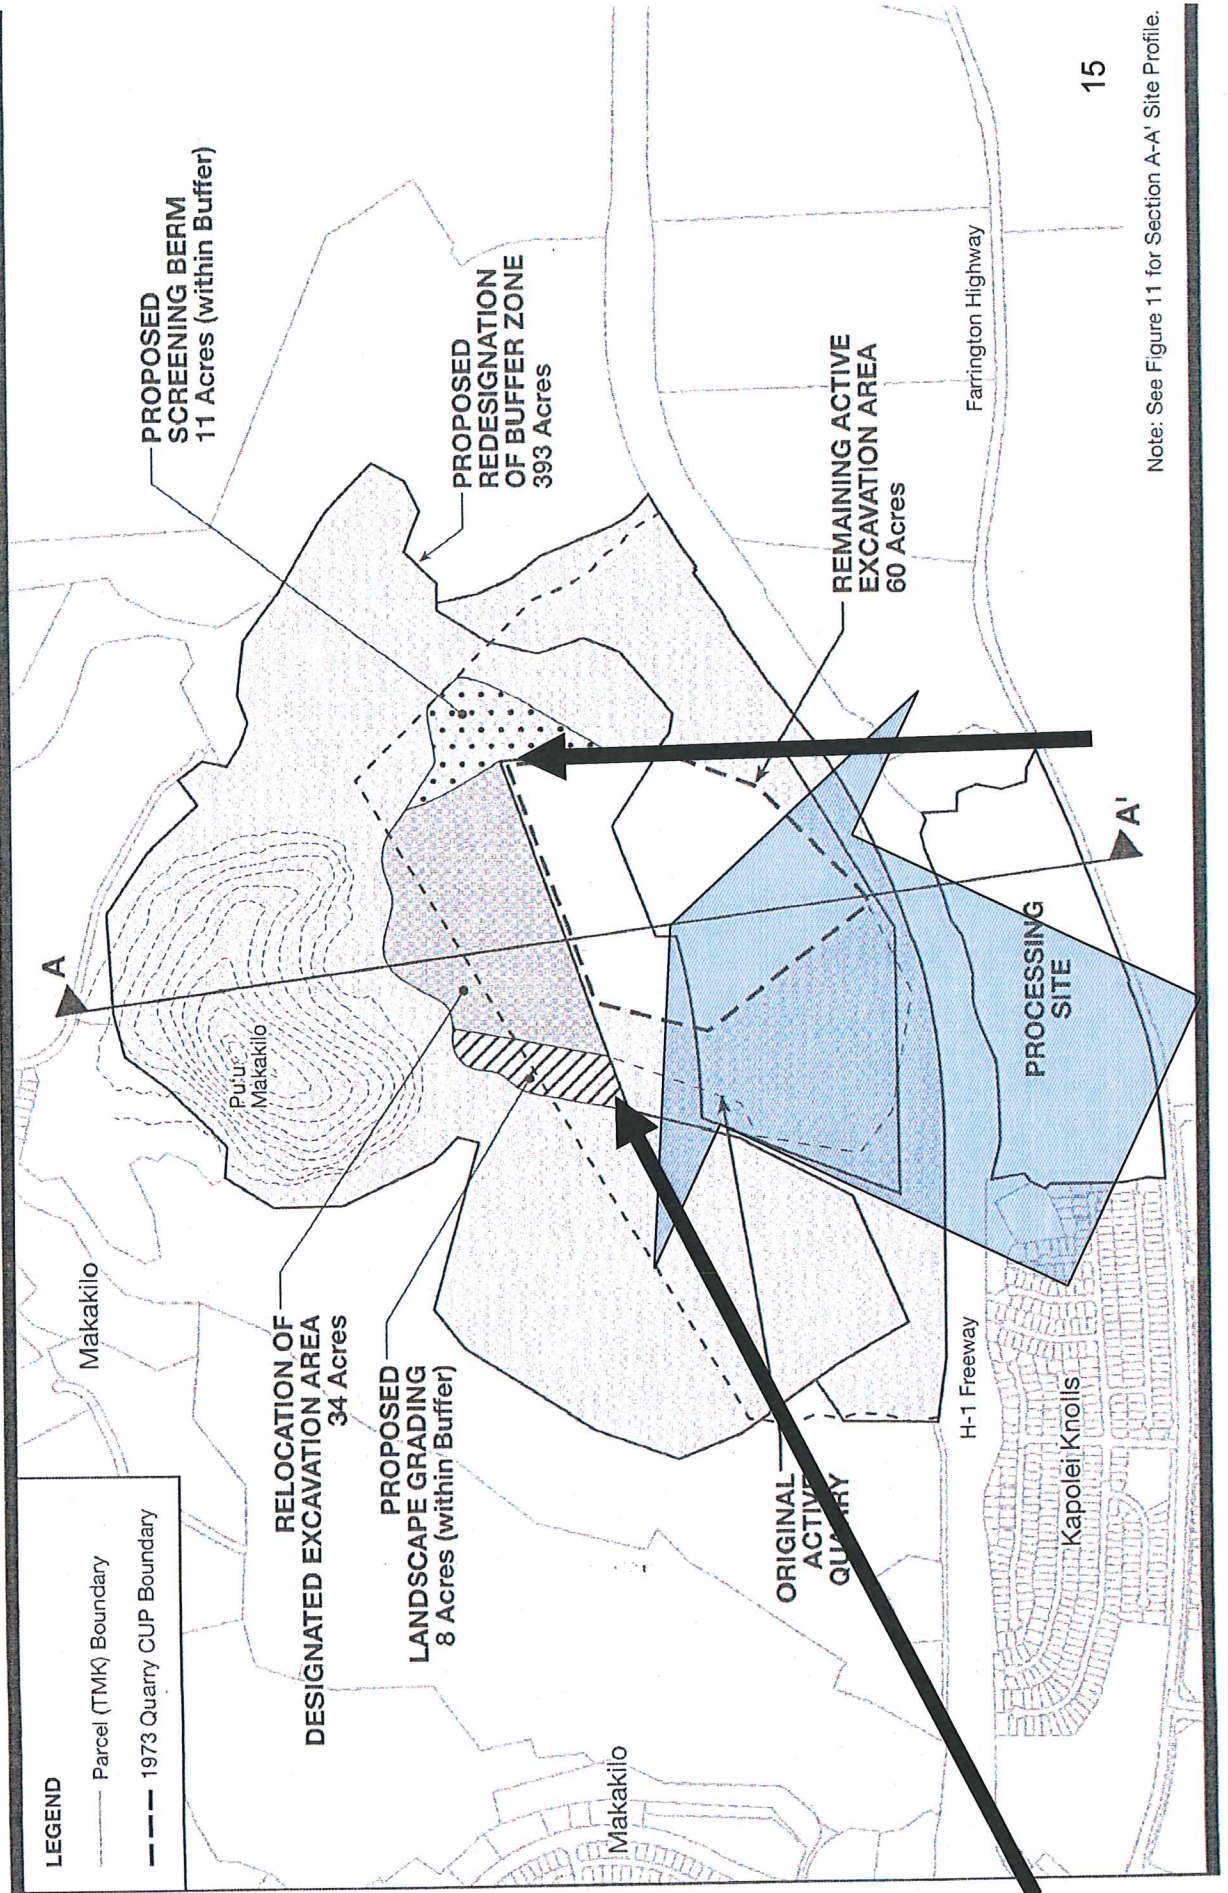 LEGEND
Parcel (TMK) Boundary
1973 Quarry CUP Boundary
Makakilo
Makakilo
RELOCATION OF
DESIGNATED EXCAVATION AREA
34 Acres
PROPOSED
LANDSCAPE GRADING
8 Acres (within Buffer)
ORIGINAL
ACTIVE
QUARRY
H-1 Freeway
Kapolei Knolls
Pu'u
Makakilo
A
PROCESSING
SITE
A'
PROPOSED
SCREENING BERM
11 Acres (within Buffer)
PROPOSED
REDESIGNATION
OF BUFFER ZONE
393 Acres
REMAINING ACTIVE
EXCAVATION AREA
60 Acres
Farrington Highway
15
Note: See Figure 11 for Section A-A' Site Profile.